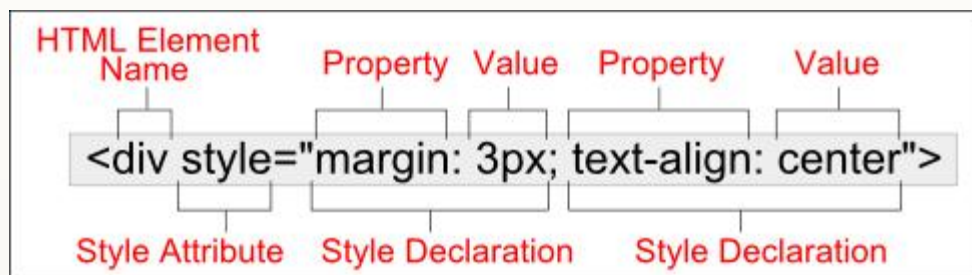 HTML Element
Name
Property Value Property Value
<div style="margin: 3px; text-align: center">
Style Attribute Style Declaration Style Declaration